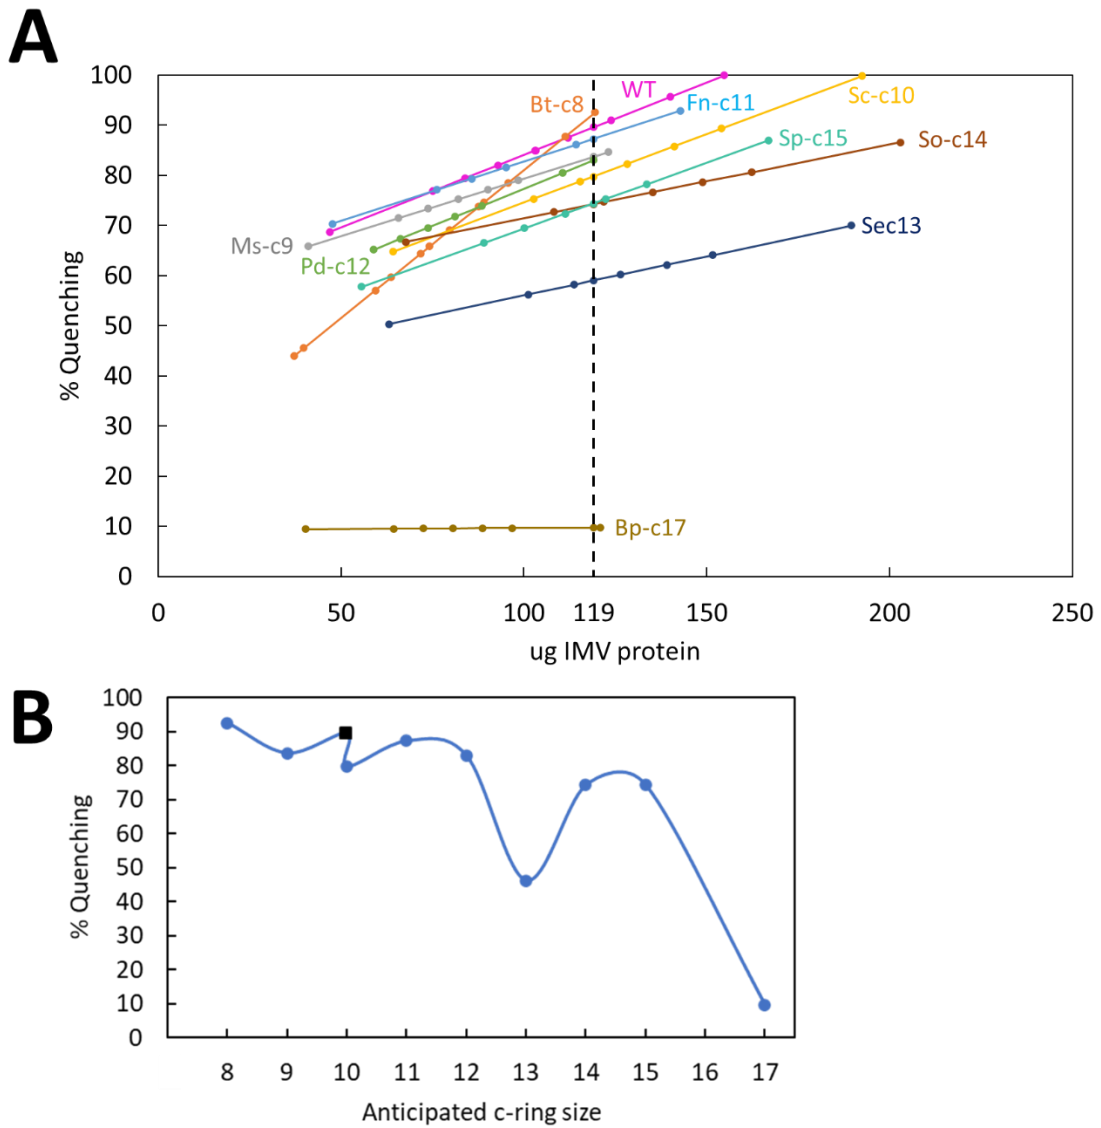 A
% Quenching
100
90
80
70
60
50
40
30
20
10
0
Bt-c8
WT
Fn-c11
Sc-c10
Sp-c15
So-c14
Ms-c9
Pd-c12
Sec13
Bp-c17
0 50 100 119 150 200 250
ug IMV protein
B
% Quenching
100
90
80
70
60
50
40
30
20
10
0
8 9 10 11 12 13 14 15 16 17
Anticipated c-ring size